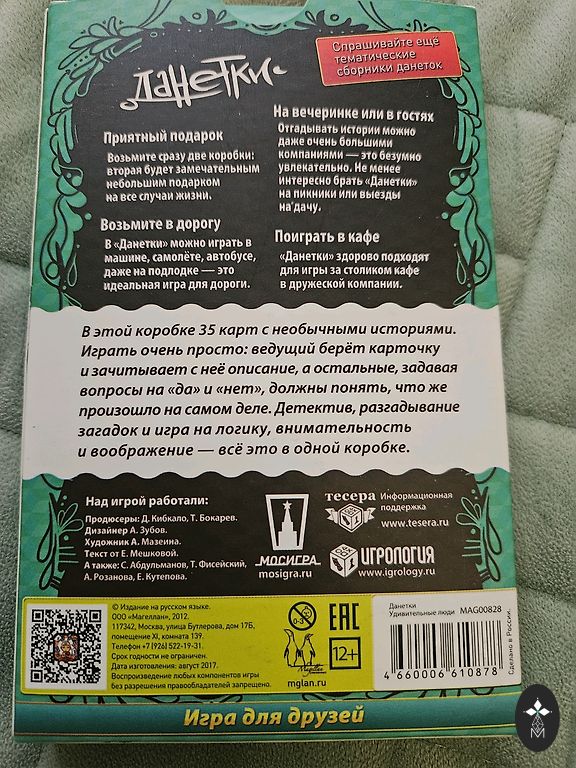 Данетки
Спрашивайте ещё
тематические
сборники данеток
Приятный подарок
Возьмите сразу две коробки:
вторая будет замечательным
небольшим подарком
на все случаи жизни.
Возьмите в дорогу
В «Данетки» можно играть в
машине, самолёте, автобусе,
даже на подлодке — это
идеальная игра для дороги.
На вечеринке или в гостях
Отгадывать истории можно
даже очень большими
компаниями — это безумно
увлекательно. Не менее
интересно брать «Данетки»
на пикники или выезды
на дачу.
Поиграть в кафе
«Данетки» здорово подходят
для игры за столиком кафе
в дружеской компании.
В этой коробке 35 карт с необычными историями.
Играть очень просто: ведущий берёт карточку
и зачитывает с неё описание, а остальные, задавая
вопросы на «да» и «нет», должны понять, что же
произошло на самом деле. Детектив, разгадывание
загадок и игра на логику, внимательность
и воображение — всё это в одной коробке.
Над игрой работали:
Продюсеры: Д. Кибкало, Т. Бокарев.
Дизайнер А. Зубов.
Художник А. Мазеина.
Текст от Е. Мешковой.
А также: С. Абдульманов, Т. Фисейский,
А. Розанова, Е. Кутепова.
МОСИГРА
mosigra.ru
тесера
Информационная
поддержка
www.tesera.ru
ИГРОЛОГИЯ
www.igrology.ru
© Издание на русском языке.
ООО «Магеллан», 2012.
117342, Москва, улица Бутлерова, дом 17Б,
помещение XI, комната 139.
Телефон +7 (926) 522-19-31.
Срок годности не ограничен.
Дата изготовления: август 2017.
Воспроизведение любых компонентов игры
без разрешения правообладателей запрещено.
0-3
EAC
12+
Magellan
mglan.ru
Данетки
Удивительные люди MAG00828
4 660006 610878
Сделано в России.
Игра для друзей
M